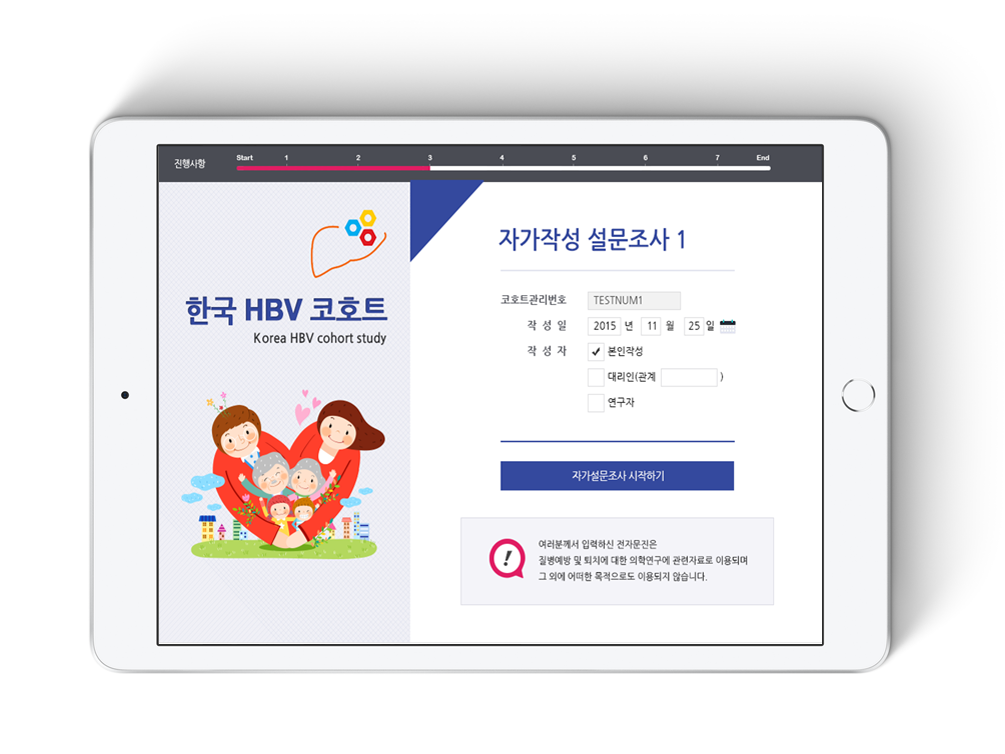 진행사항
Start 1 2 3 4 5 6 7 End
한국 HBV 코호트
Korea HBV cohort study
자가작성 설문조사 1
코호트관리번호 TESTNUM1
작 성 일 2015 년 11 월 25 일
작 성 자 ✔ 본인작성
대리인(관계 )
연구자
자가설문조사 시작하기
여러분께서 입력하신 전자문진은
질병예방 및 퇴치에 대한 의학연구에 관련자료로 이용되며
그 외에 어떠한 목적으로도 이용되지 않습니다.